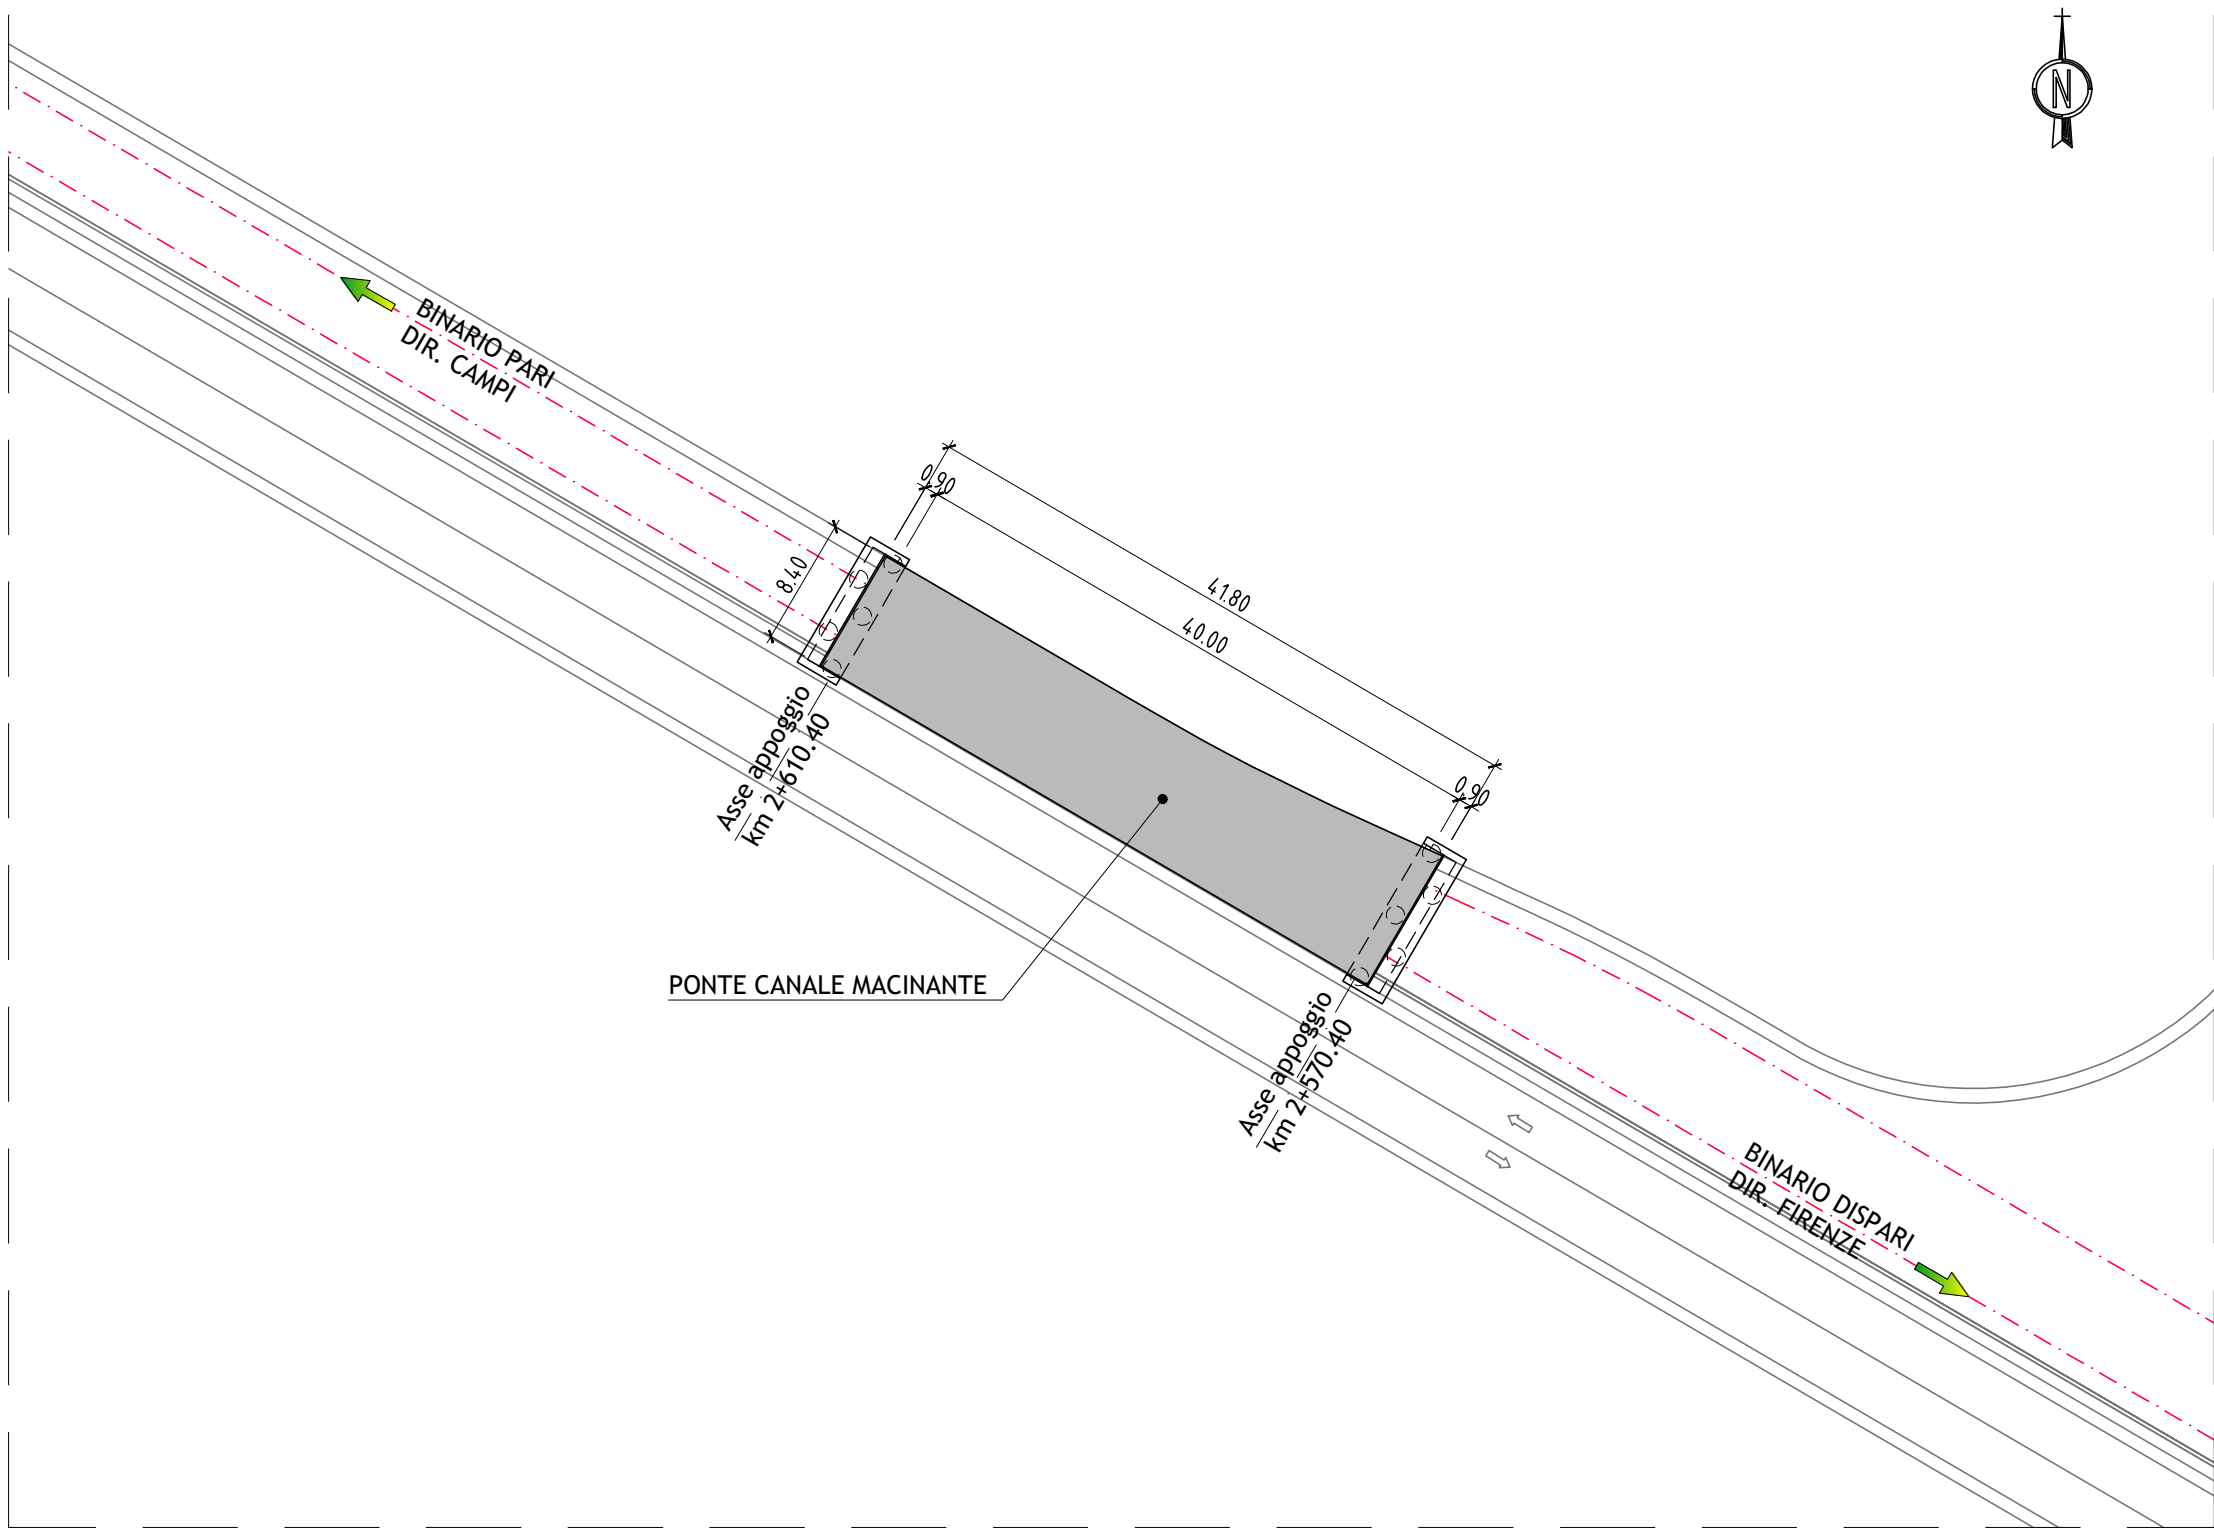 N
BINARIO PARI
DIR. CAMPI
0.90
41.80
8.40
40.00
0.90
Asse appoggio
km 2+610.40
PONTE CANALE MACINANTE
Asse appoggio
km 2+570.40
BINARIO DISPARI
DIR. FIRENZE